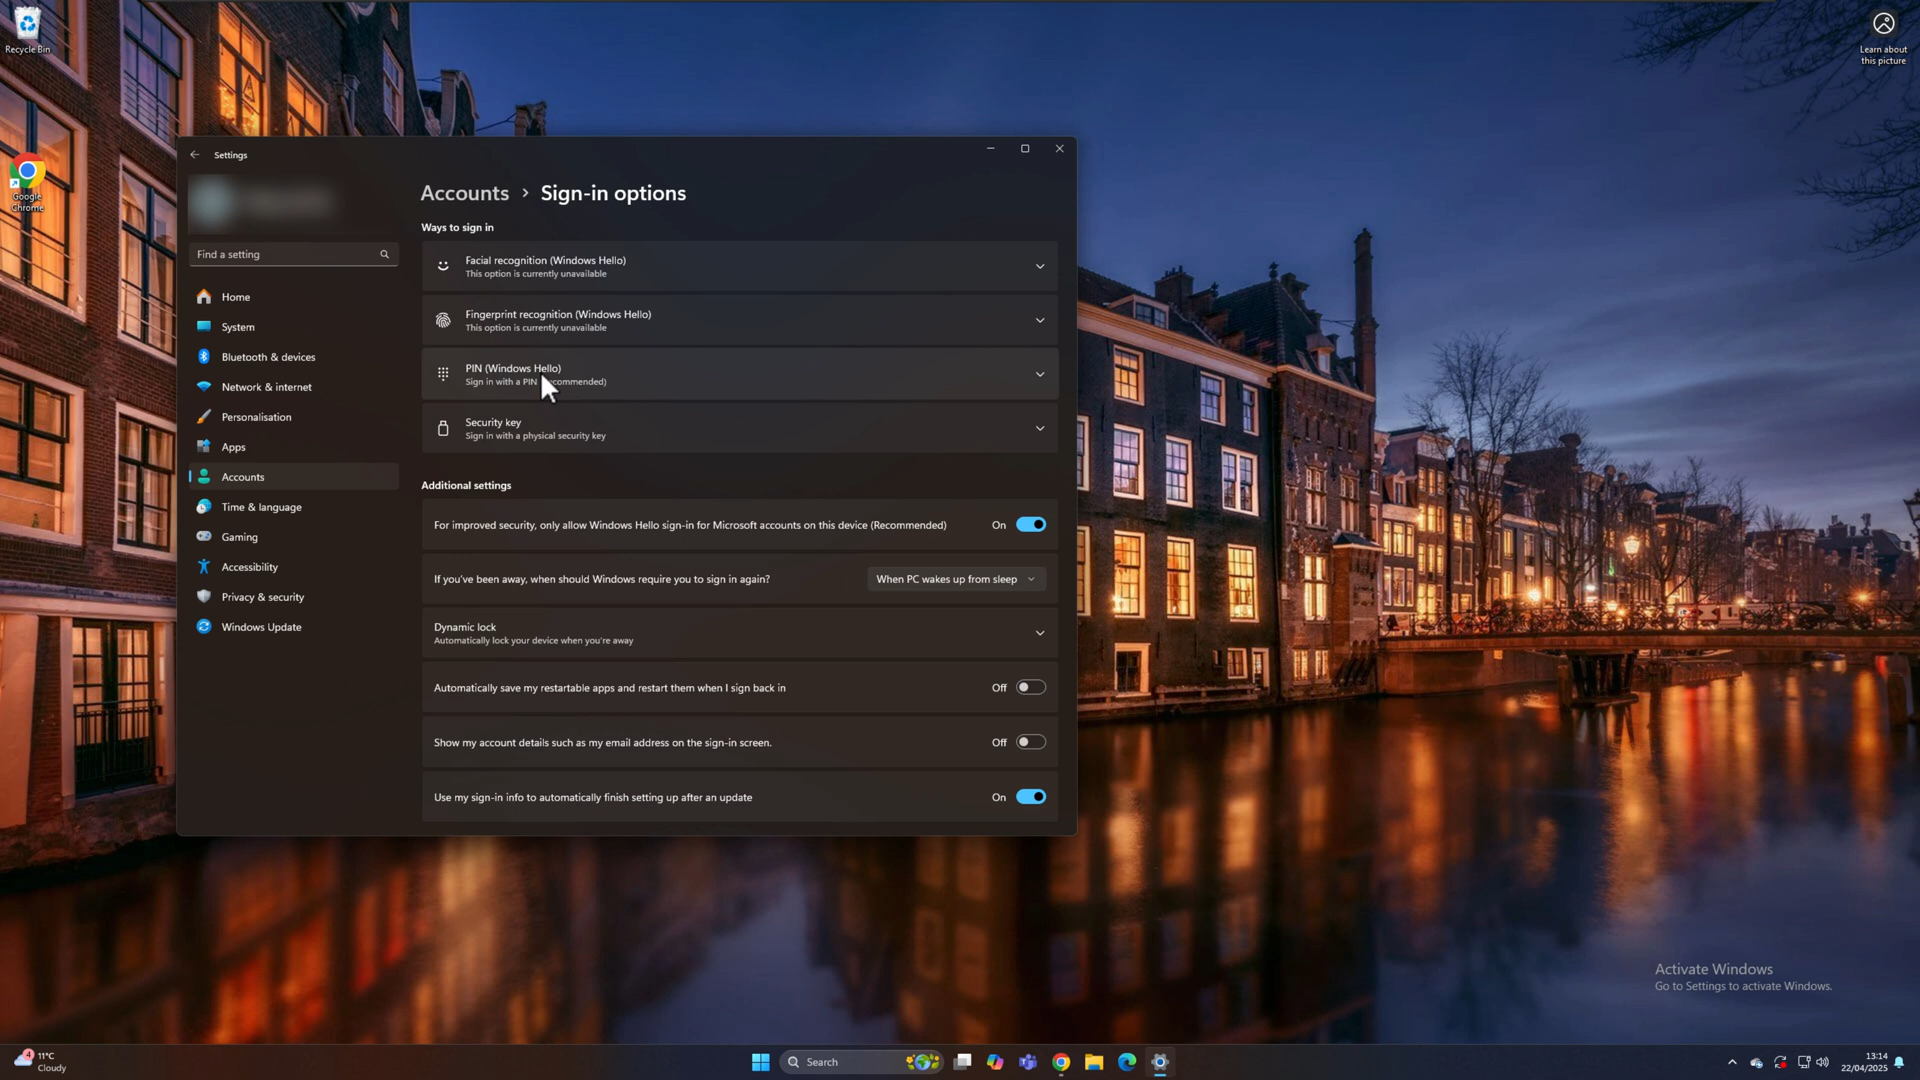 Recycle Bin
Learn about
this picture
Google
Chrome
Settings
Find a setting
Home
System
Bluetooth & devices
Network & internet
Personalisation
Apps
Accounts
Time & language
Gaming
Accessibility
Privacy & security
Windows Update
Accounts > Sign-in options
Ways to sign in
Facial recognition (Windows Hello)
This option is currently unavailable
Fingerprint recognition (Windows Hello)
This option is currently unavailable
PIN (Windows Hello)
Sign in with a PIN
Security key
Sign in with a physical security key
Additional settings
For improved security, only allow Windows Hello sign-in for Microsoft accounts on this device (Recommended) On
If you've been away, when should Windows require you to sign in again? When PC wakes up from sleep
Dynamic lock
Automatically lock your device when you're away
Automatically save my restartable apps and restart them when I sign back in Off
Show my account details such as my email address on the sign-in screen. Off
Use my sign-in info to automatically finish setting up after an update On
Activate Windows
Go to Settings to activate Windows.
4
11°C
Cloudy
Search
13:14
22/04/2025